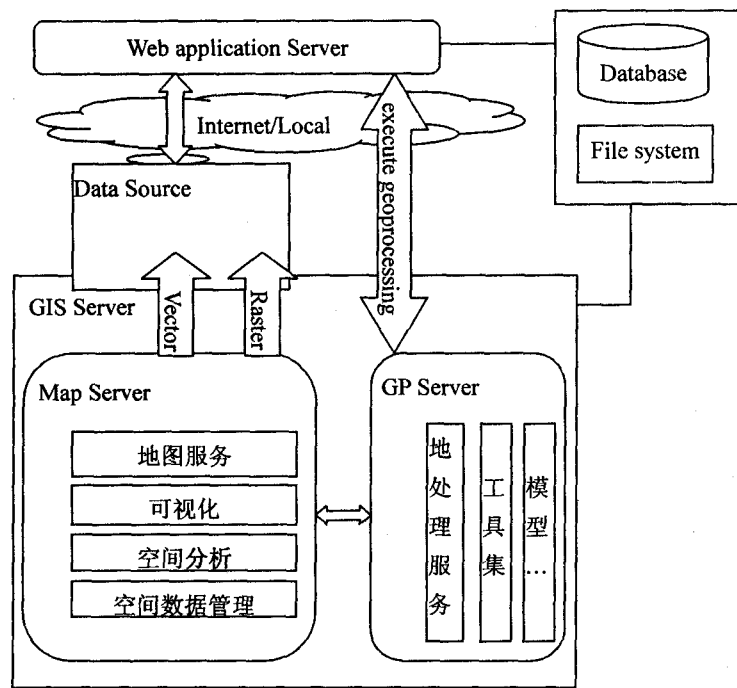 Web application Server
Database
File system
Internet/Local
execute geoprocessing
Data Source
Vector
Raster
GIS Server
Map Server
地图服务
可视化
空间分析
空间数据管理
GP Server
地处理服务
工具集
模型…